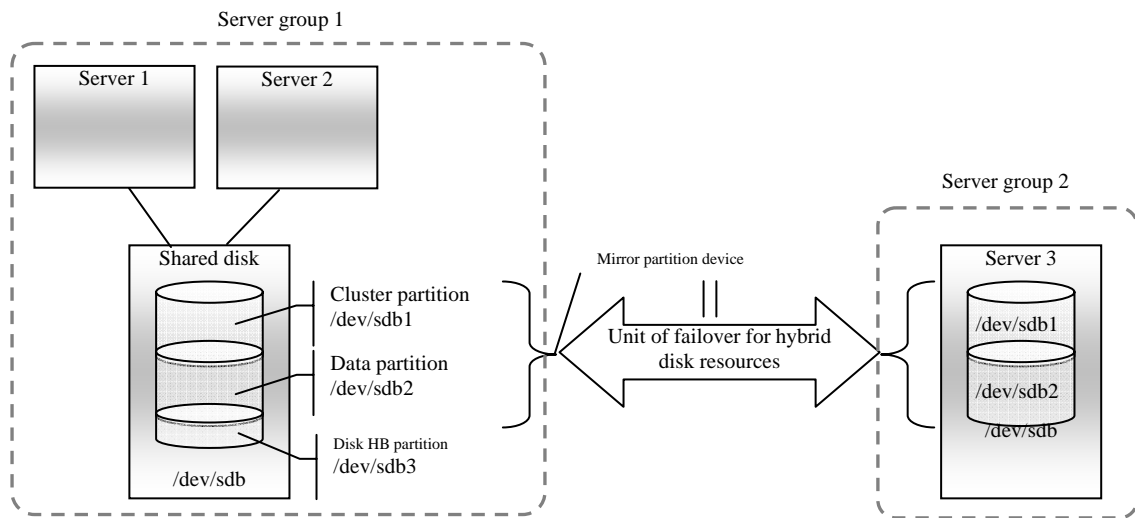 Server group 1
Server 1
Server 2
Shared disk
Cluster partition
/dev/sdb1
Data partition
/dev/sdb2
Disk HB partition
/dev/sdb3
/dev/sdb
Mirror partition device
Unit of failover for hybrid
disk resources
Server group 2
Server 3
/dev/sdb1
/dev/sdb2
/dev/sdb